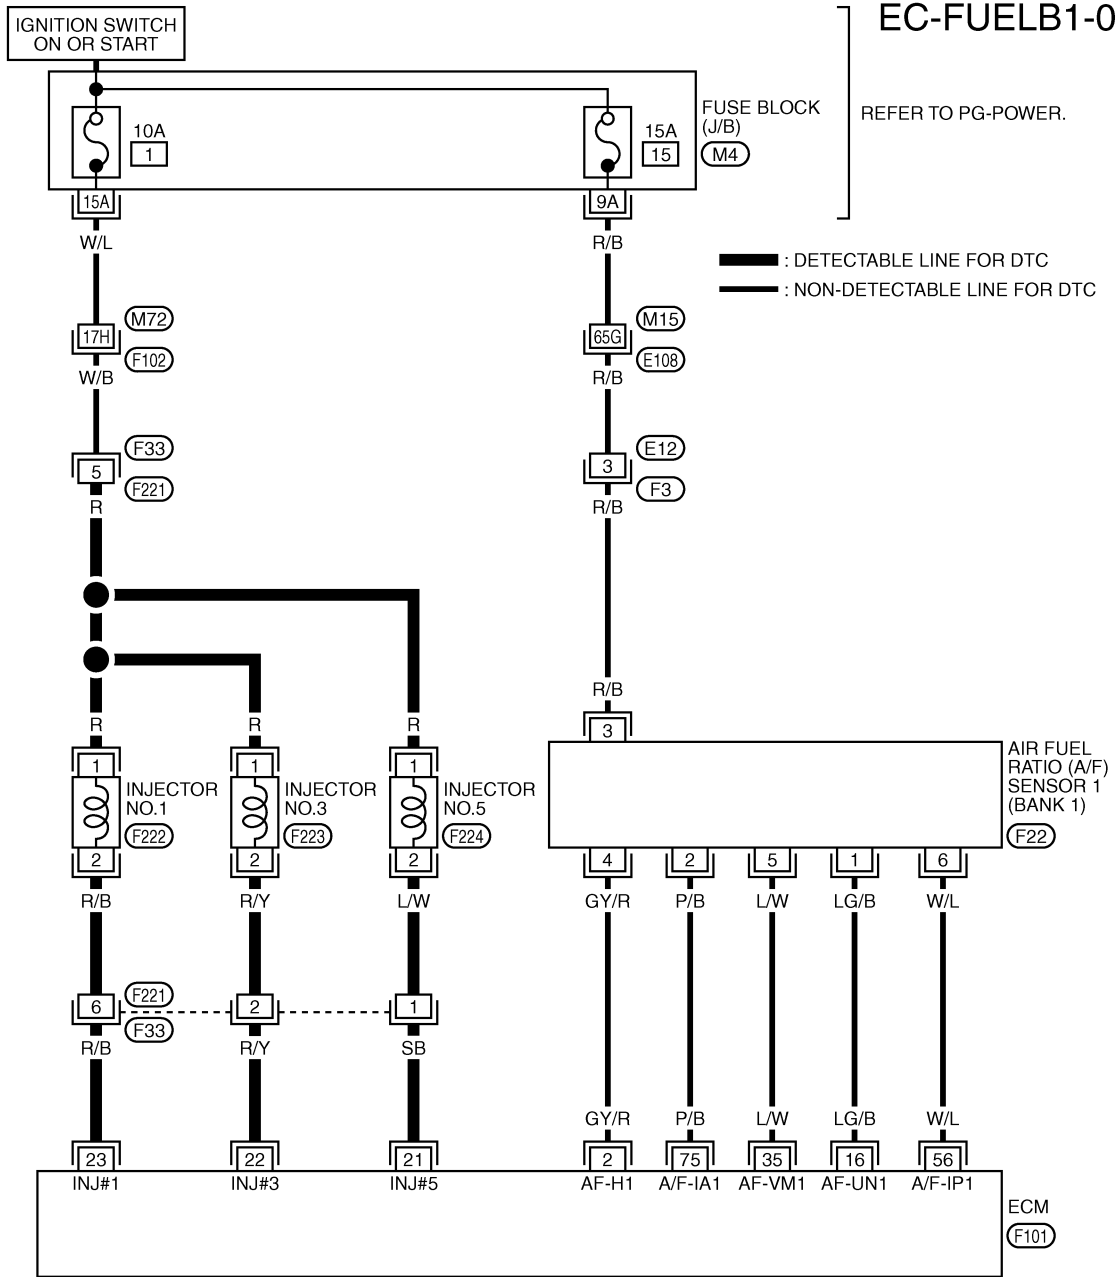 EC-FUELB1-0
IGNITION SWITCH
ON OR START
10A
1
15A
15
FUSE BLOCK
(J/B)
M4
REFER TO PG-POWER.
15A
9A
W/L
R/B
: DETECTABLE LINE FOR DTC
: NON-DETECTABLE LINE FOR DTC
M72
17H
F102
M15
65G
E108
W/B
R/B
F33
5
F221
E12
3
F3
R
R/B
R/B
R
R
R
3
1
1
1
INJECTOR
NO.1
F222
INJECTOR
NO.3
F223
INJECTOR
NO.5
F224
AIR FUEL
RATIO (A/F)
SENSOR 1
(BANK 1)
F22
2
2
2
4
2
5
1
6
R/B
R/Y
L/W
GY/R
P/B
L/W
LG/B
W/L
6
F221
F33
2
1
R/B
R/Y
SB
GY/R
P/B
L/W
LG/B
W/L
23
22
21
2
75
35
16
56
INJ#1
INJ#3
INJ#5
AF-H1
A/F-IA1
AF-VM1
AF-UN1
A/F-IP1
ECM
F101